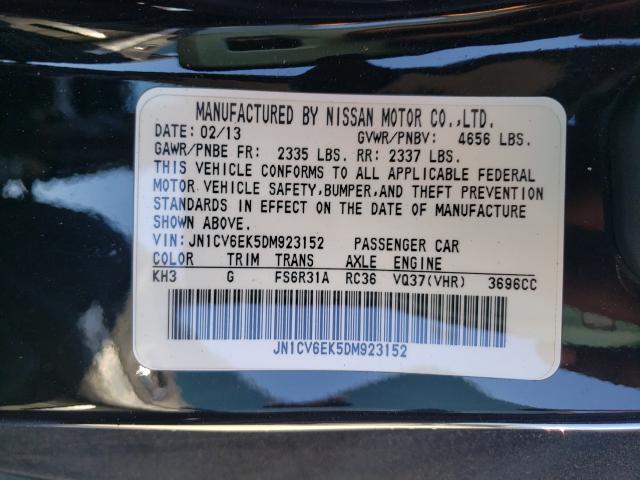 MANUFACTURED BY NISSAN MOTOR CO.,LTD.
DATE: 02/13 GVWR/PNBV: 4656 LBS.
GAWR/PNBE FR: 2335 LBS. RR: 2337 LBS.
THIS VEHICLE CONFORMS TO ALL APPLICABLE FEDERAL
MOTOR VEHICLE SAFETY,BUMPER,AND THEFT PREVENTION
STANDARDS IN EFFECT ON THE DATE OF MANUFACTURE
SHOWN ABOVE.
VIN: JN1CV6EK5DM923152 PASSENGER CAR
COLOR TRIM TRANS AXLE ENGINE
KH3 G FS6R31A RC36 VQ37(VHR) 3696CC
JN1CV6EK5DM923152